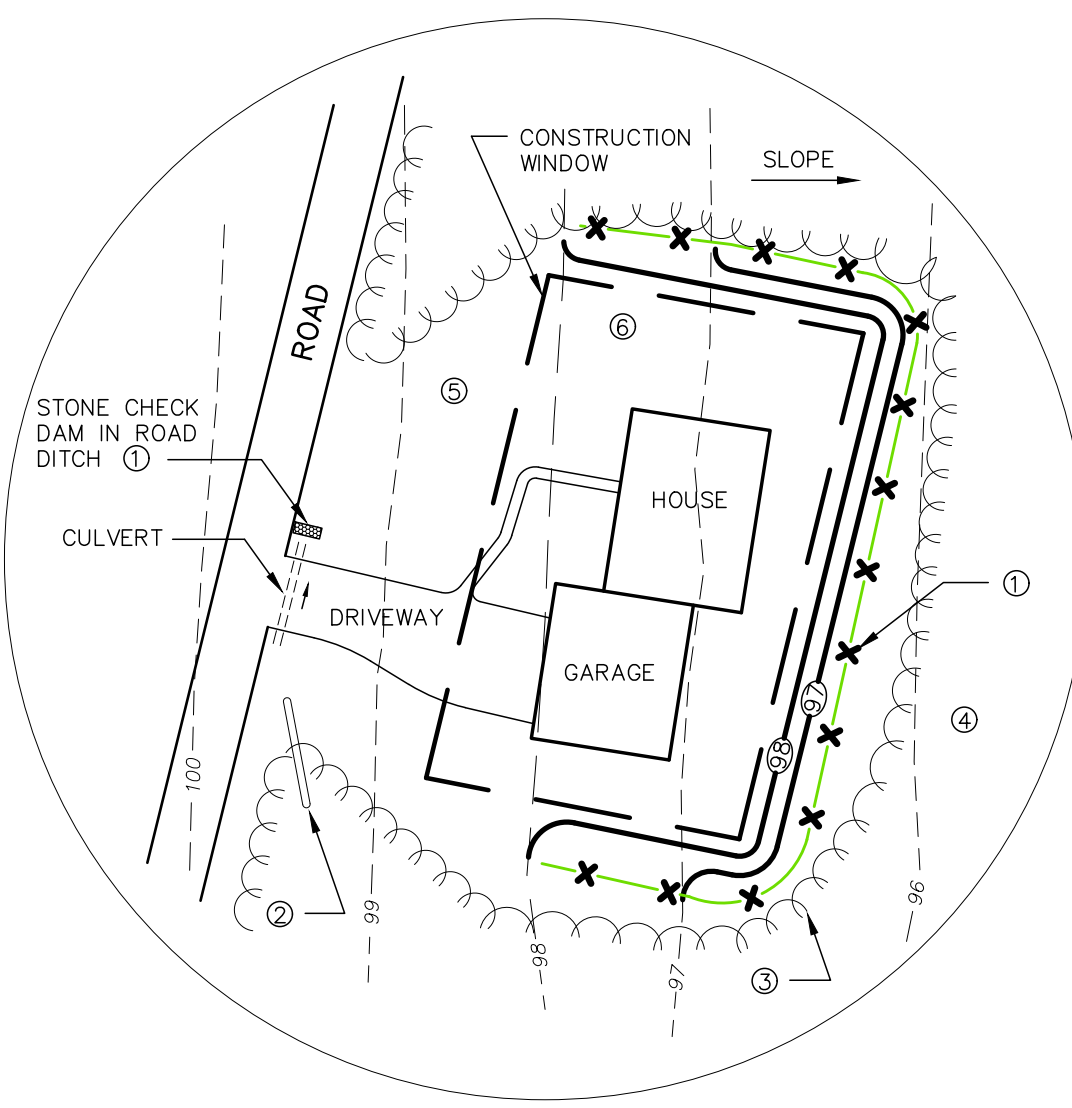 CONSTRUCTION
WINDOW
SLOPE
ROAD
⑥
⑤
STONE CHECK
DAM IN ROAD
DITCH ①
HOUSE
CULVERT
①
DRIVEWAY
GARAGE
97
④
98
100
②
99
96
98
97
③